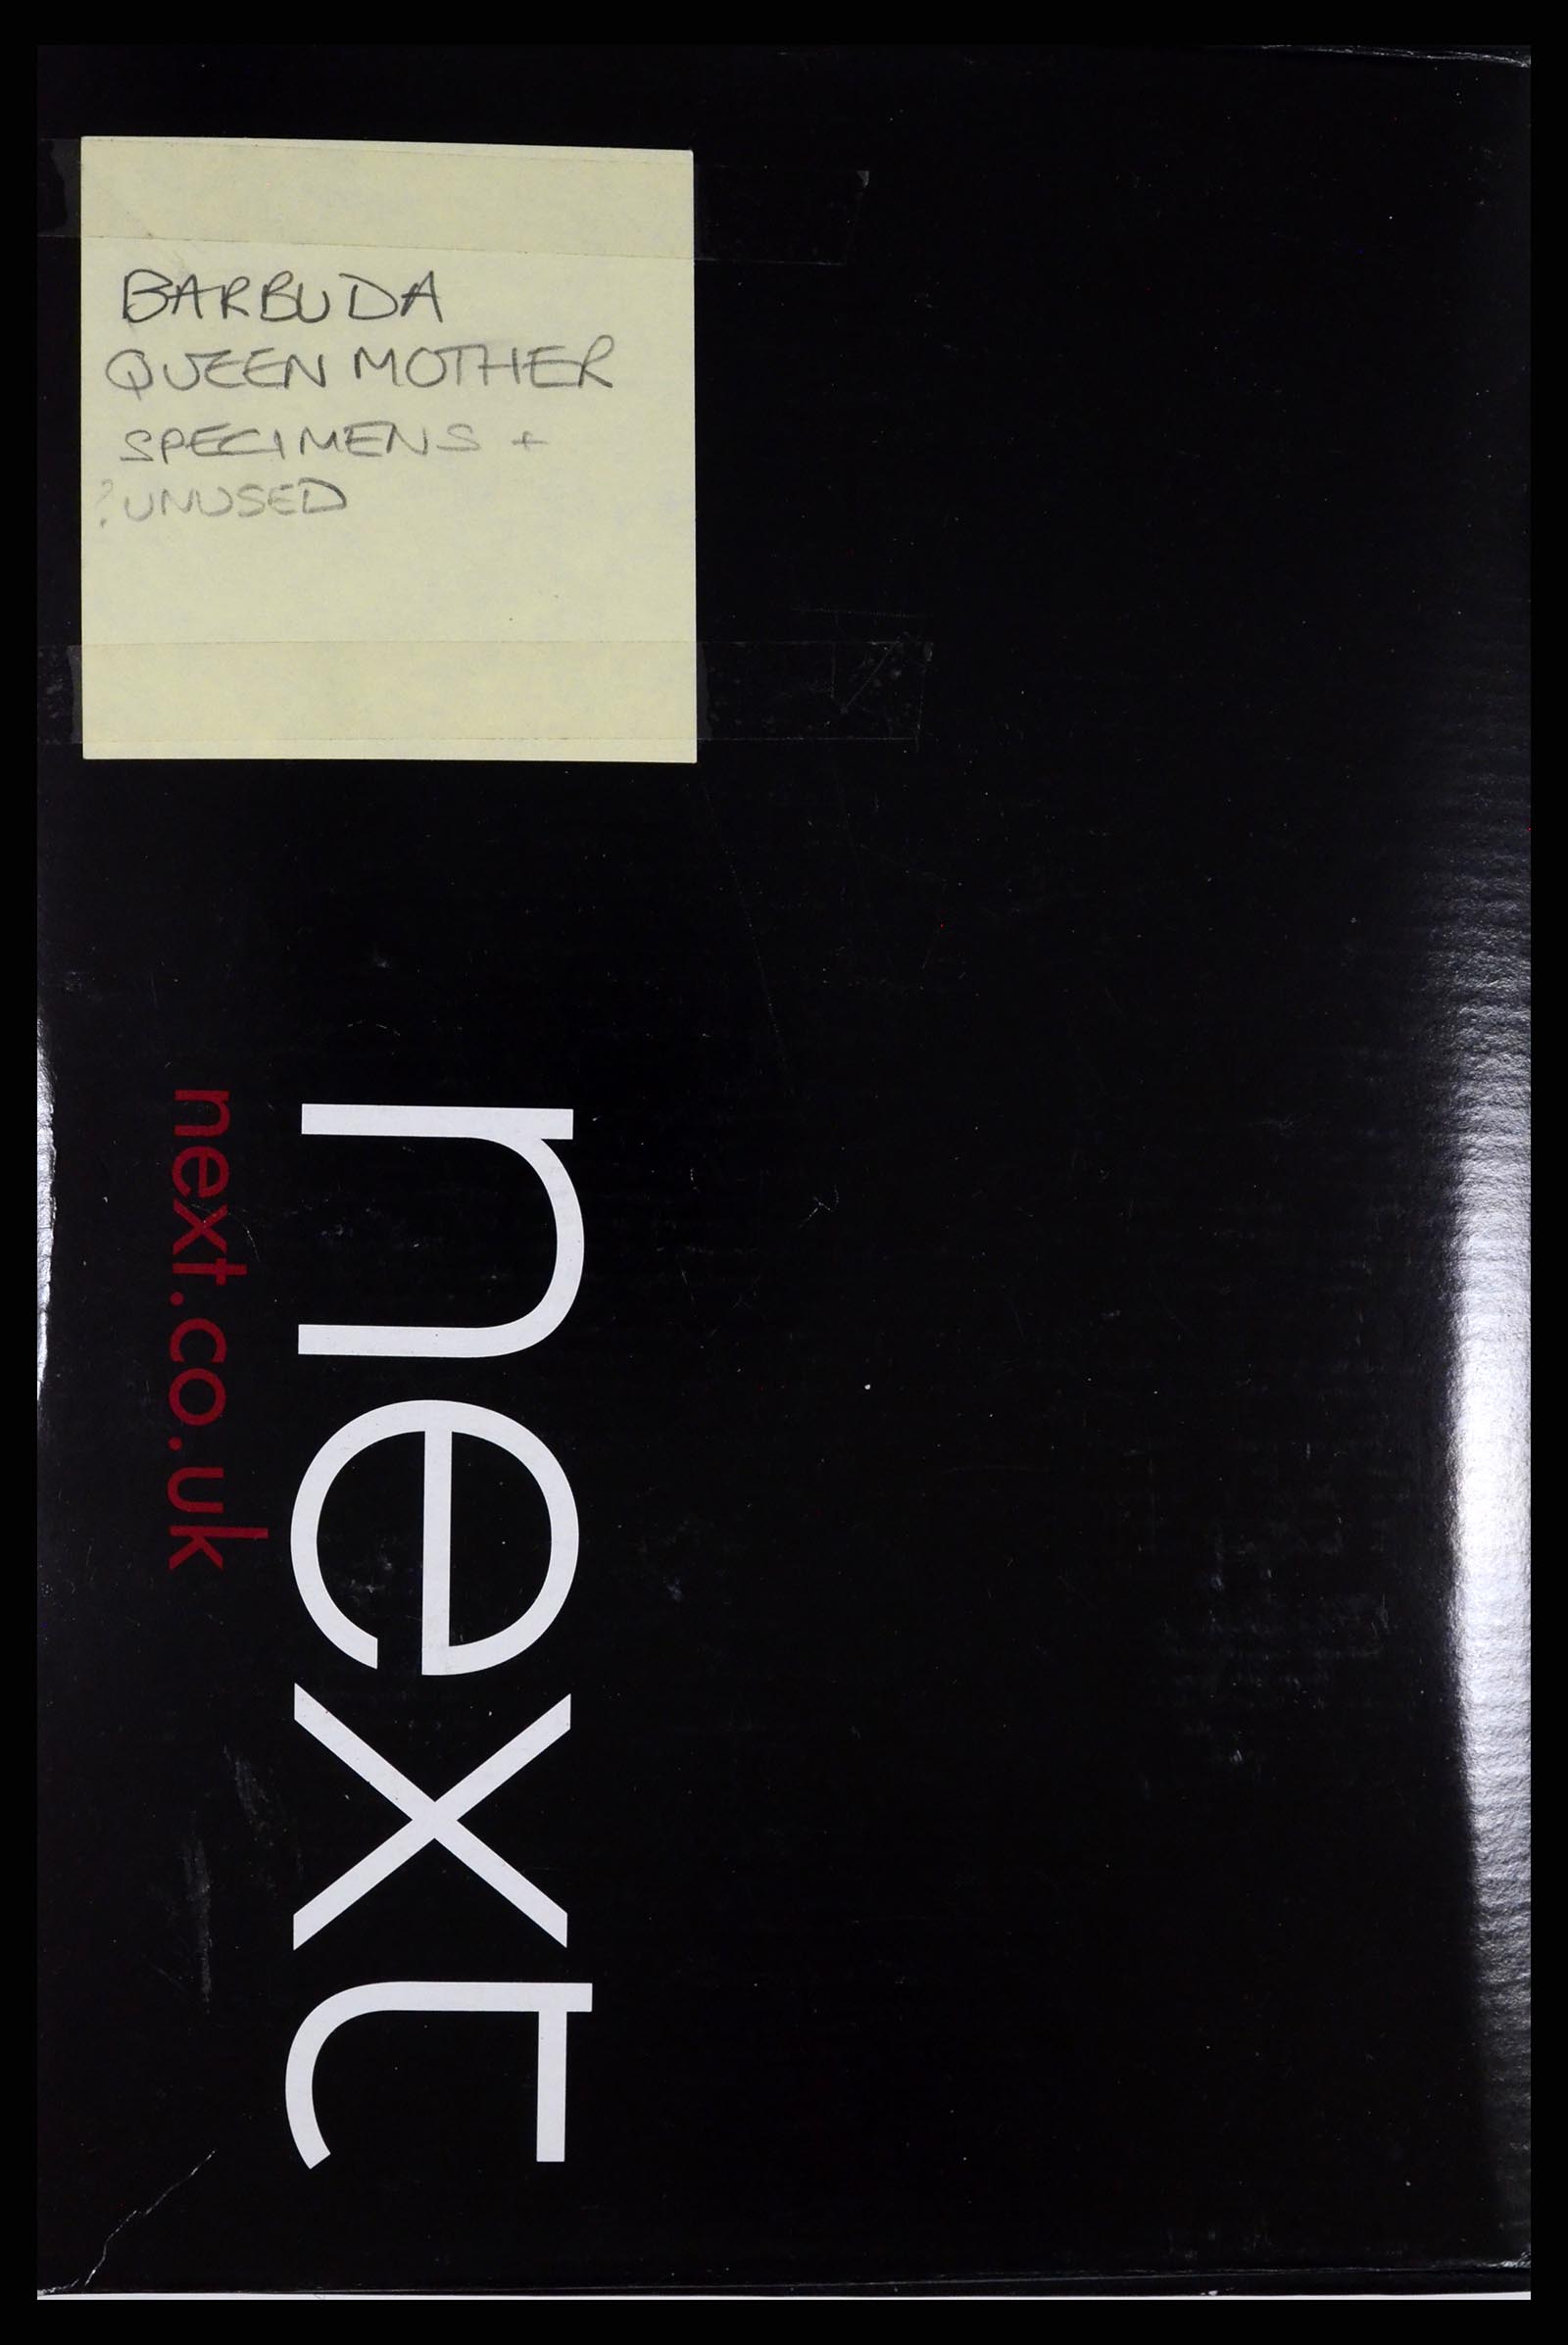 BARBUDA
QUEEN MOTHER
SPECIMENS +
? UNUSED
next
next.co.uk